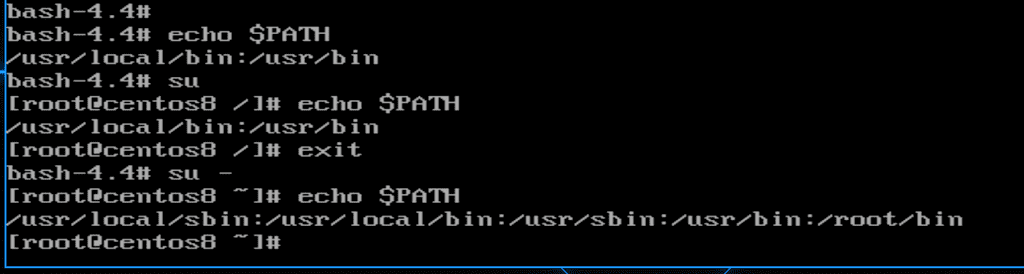 bash-4.4#
bash-4.4# echo $PATH
/usr/local/bin:/usr/bin
bash-4.4# su
[root@centos8 /]# echo $PATH
/usr/local/bin:/usr/bin
[root@centos8 /]# exit
bash-4.4# su -
[root@centos8 ~]# echo $PATH
/usr/local/sbin:/usr/local/bin:/usr/sbin:/usr/bin:/root/bin
[root@centos8 ~]#